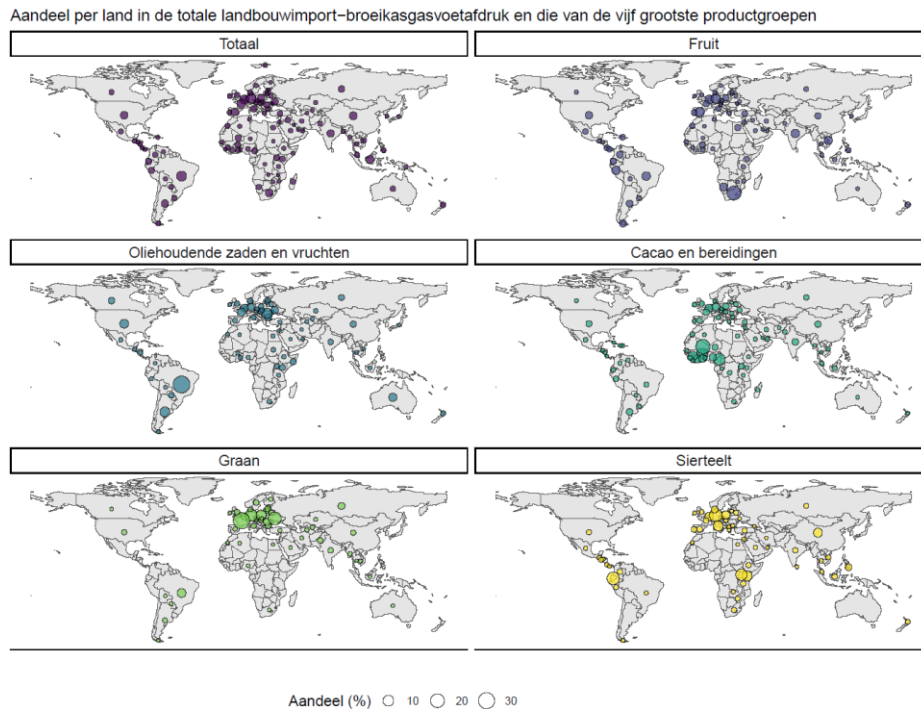 Aandeel per land in de totale landbouwimport−broeikasgasvoetafdruk en die van de vijf grootste productgroepen
Totaal
Fruit
Oliehoudende zaden en vruchten
Cacao en bereidingen
Graan
Sierteelt
Aandeel (%) 10 20 30